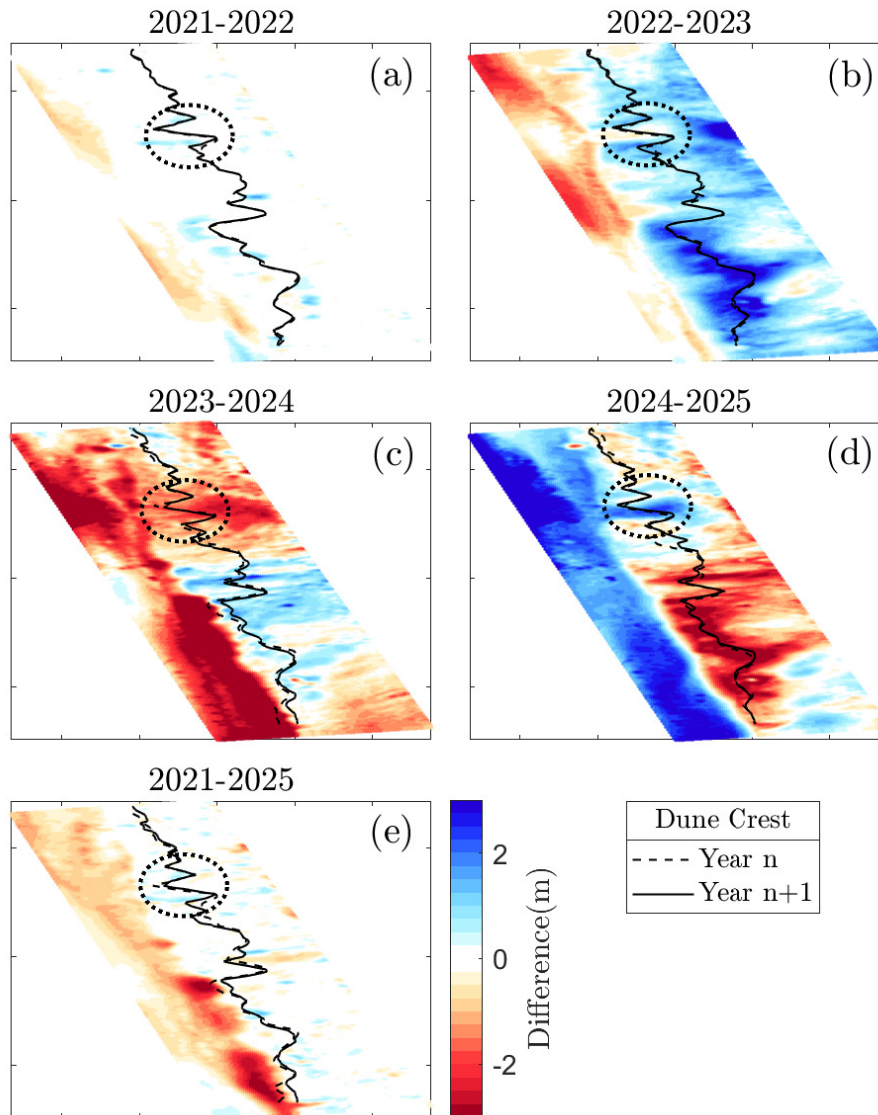 2021-2022
(a)
2022-2023
(b)
2023-2024
(c)
2024-2025
(d)
2021-2025
(e)
2
0
-2
Difference(m)
Dune Crest
Year n
Year n+1